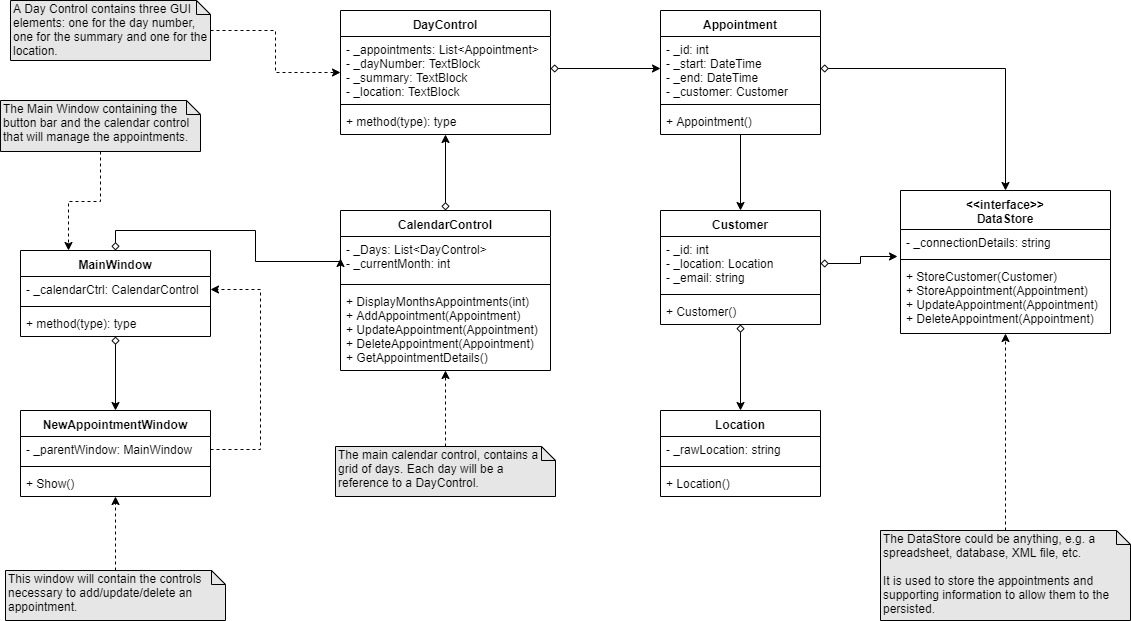 A Day Control contains three GUI
elements: one for the day number,
one for the summary and one for the
location.
DayControl
- _appointments: List<Appointment>
- _dayNumber: TextBlock
- _summary: TextBlock
- _location: TextBlock
+ method(type): type
Appointment
- _id: int
- _start: DateTime
- _end: DateTime
- _customer: Customer
+ Appointment()
The Main Window containing the
button bar and the calendar control
that will manage the appointments.
MainWindow
- _calendarCtrl: CalendarControl
+ method(type): type
CalendarControl
- _Days: List<DayControl>
- _currentMonth: int
+ DisplayMonthsAppointments(int)
+ AddAppointment(Appointment)
+ UpdateAppointment(Appointment)
+ DeleteAppointment(Appointment)
+ GetAppointmentDetails()
Customer
- _id: int
- _location: Location
- _email: string
+ Customer()
<<interface>>
DataStore
- _connectionDetails: string
+ StoreCustomer(Customer)
+ StoreAppointment(Appointment)
+ UpdateAppointment(Appointment)
+ DeleteAppointment(Appointment)
NewAppointmentWindow
- _parentWindow: MainWindow
+ Show()
The main calendar control, contains a
grid of days. Each day will be a
reference to a DayControl.
Location
- _rawLocation: string
+ Location()
This window will contain the controls
necessary to add/update/delete an
appointment.
The DataStore could be anything, e.g. a
spreadsheet, database, XML file, etc.
It is used to store the appointments and
supporting information to allow them to the
persisted.